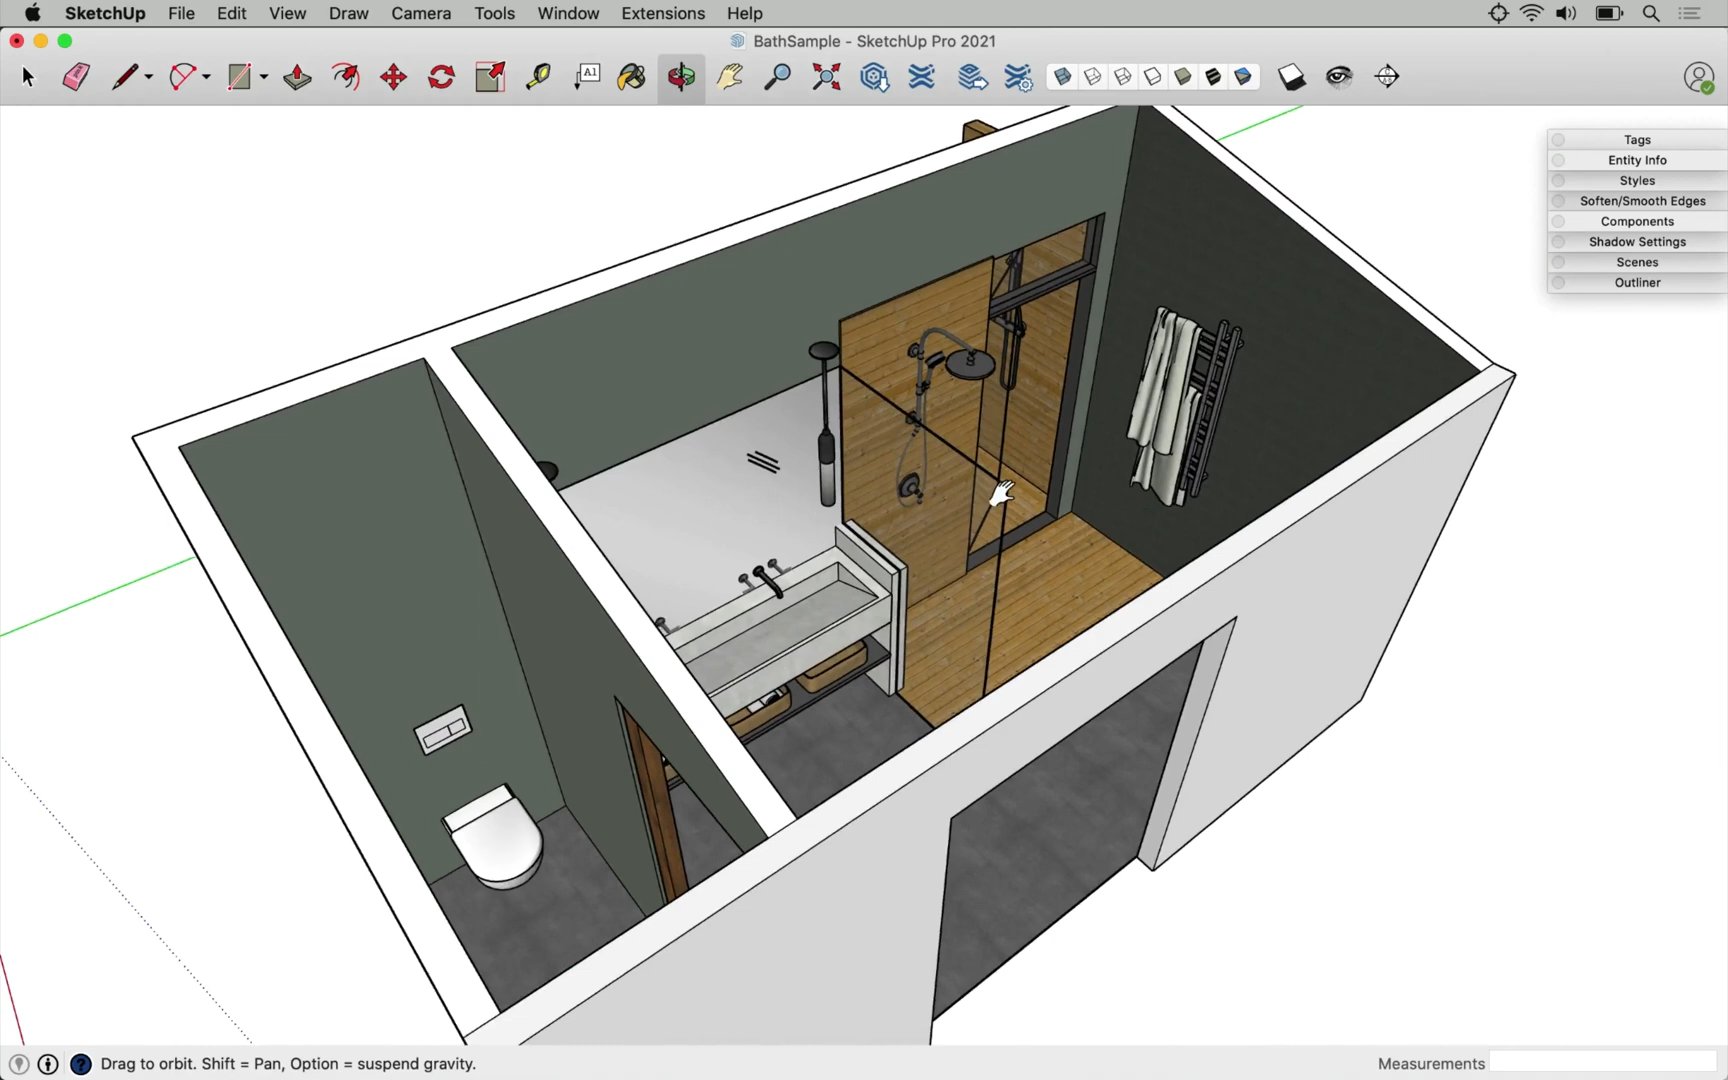 SketchUp File Edit View Draw Camera Tools Window Extensions Help
BathSample - SketchUp Pro 2021
A1
Tags
Entity Info
Styles
Soften/Smooth Edges
Components
Shadow Settings
Scenes
Outliner
? Drag to orbit. Shift = Pan, Option = suspend gravity.
Measurements